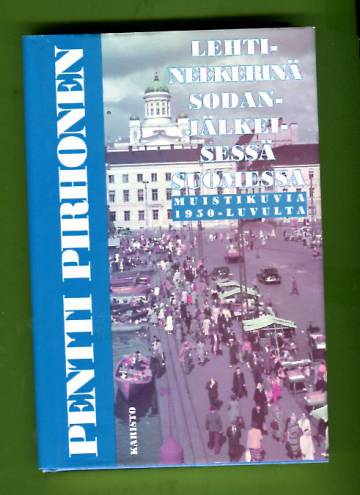 PENTTI PIRHONEN
LEHTI-
NEEKERINÄ
SODAN-
JÄLKEI-
SESSÄ
SUOMESSA
MUISTIKUVIA
1950-LUVULTA
KARISTO